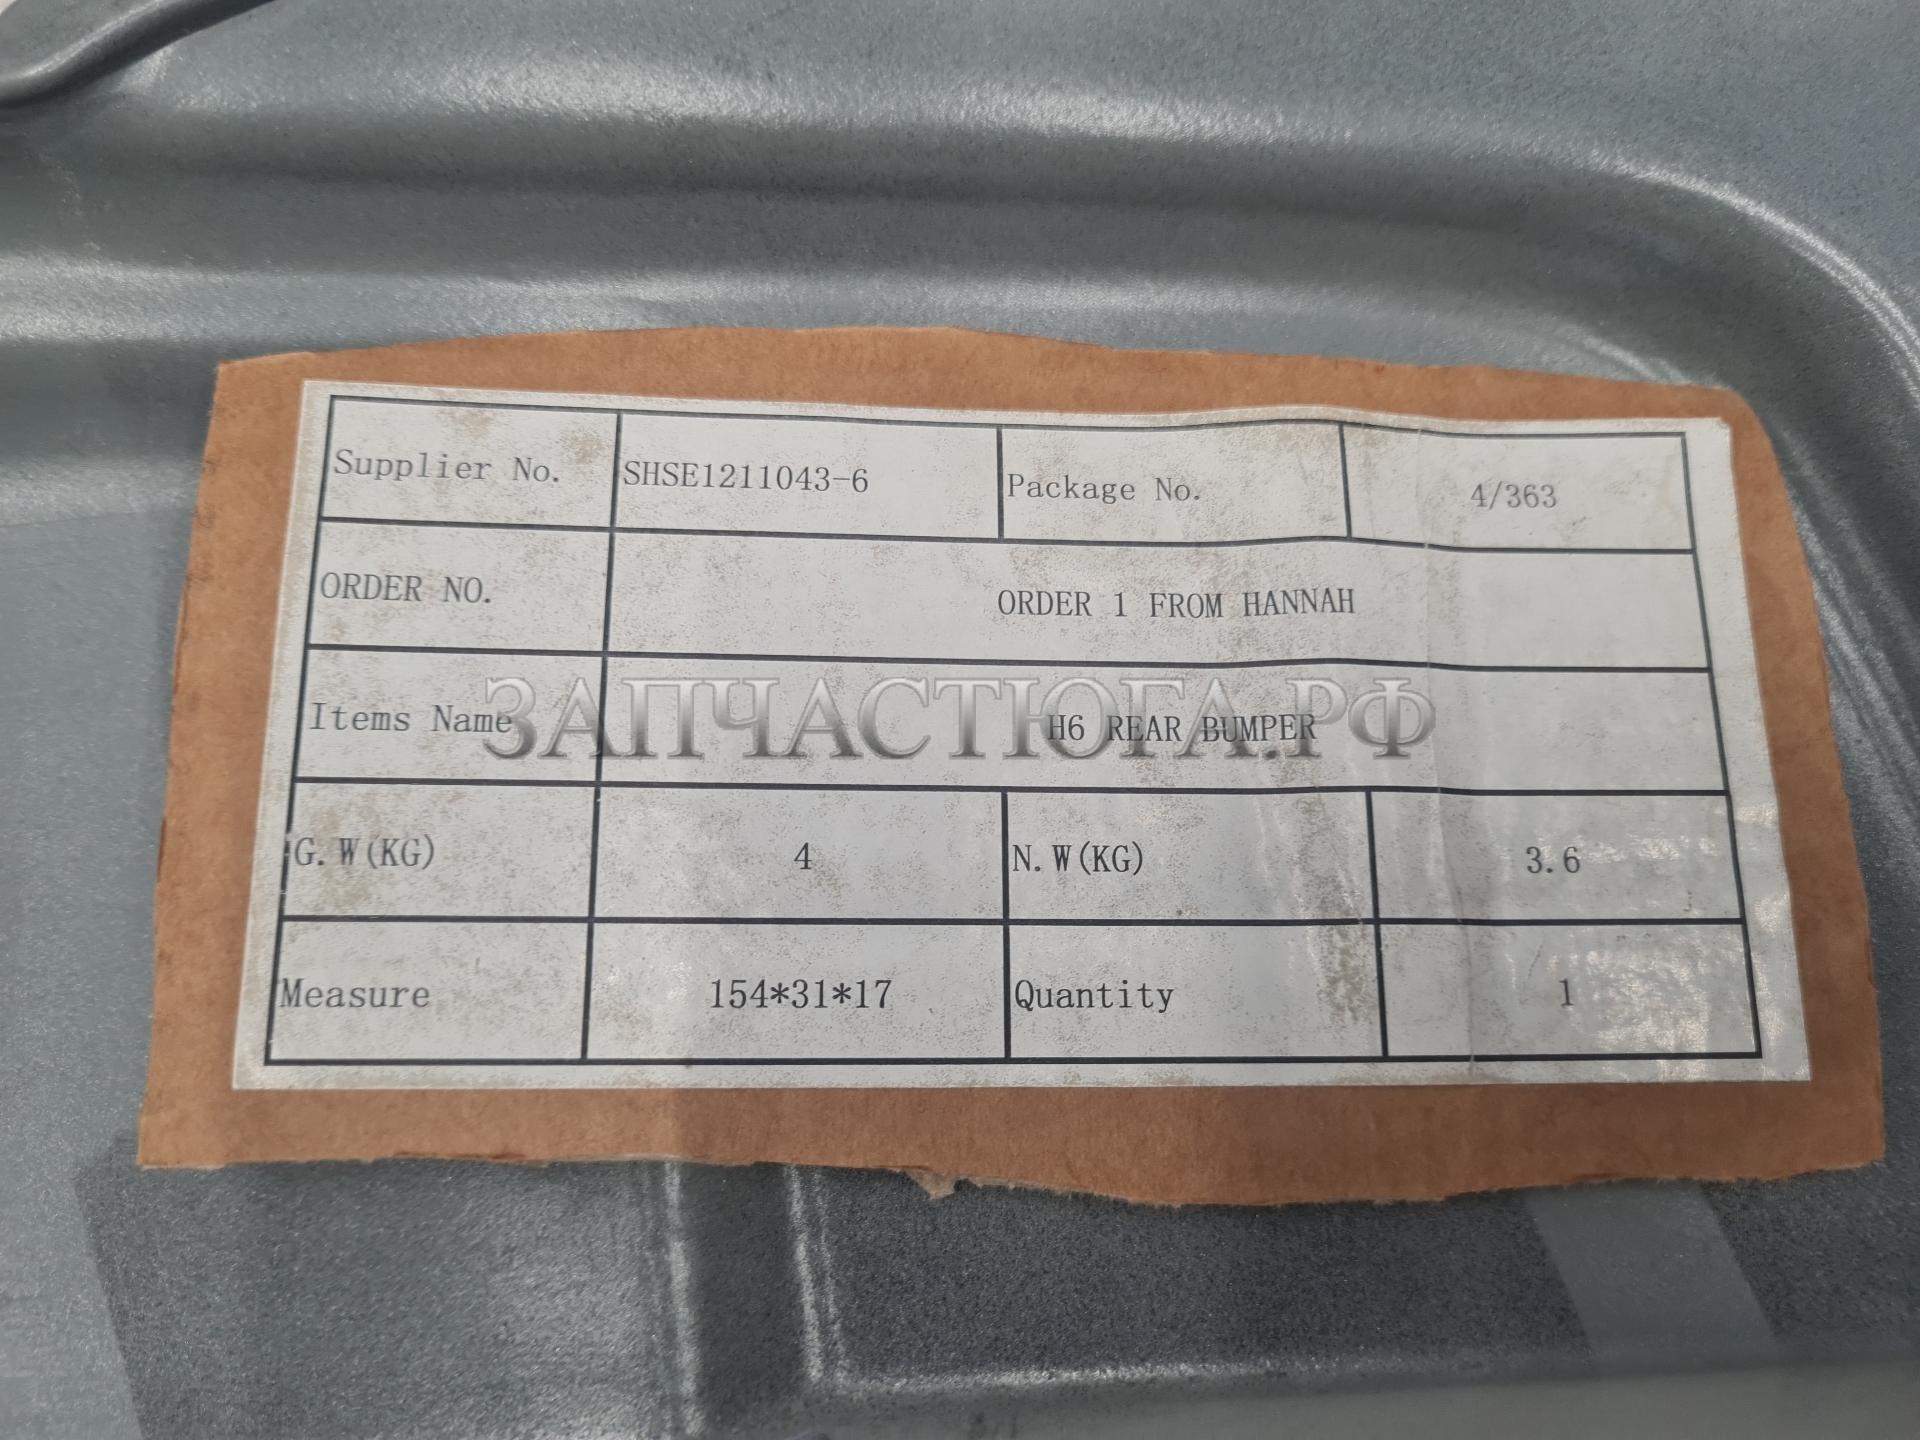 Supplier No. SHSE1211043-6 Package No. 4/363
ORDER NO. ORDER 1 FROM HANNAH
Items Name H6 REAR BUMPER
ЗАПЧАСТЮГА.РФ
G.W(KG) 4 N.W(KG) 3.6
Measure 154*31*17 Quantity 1